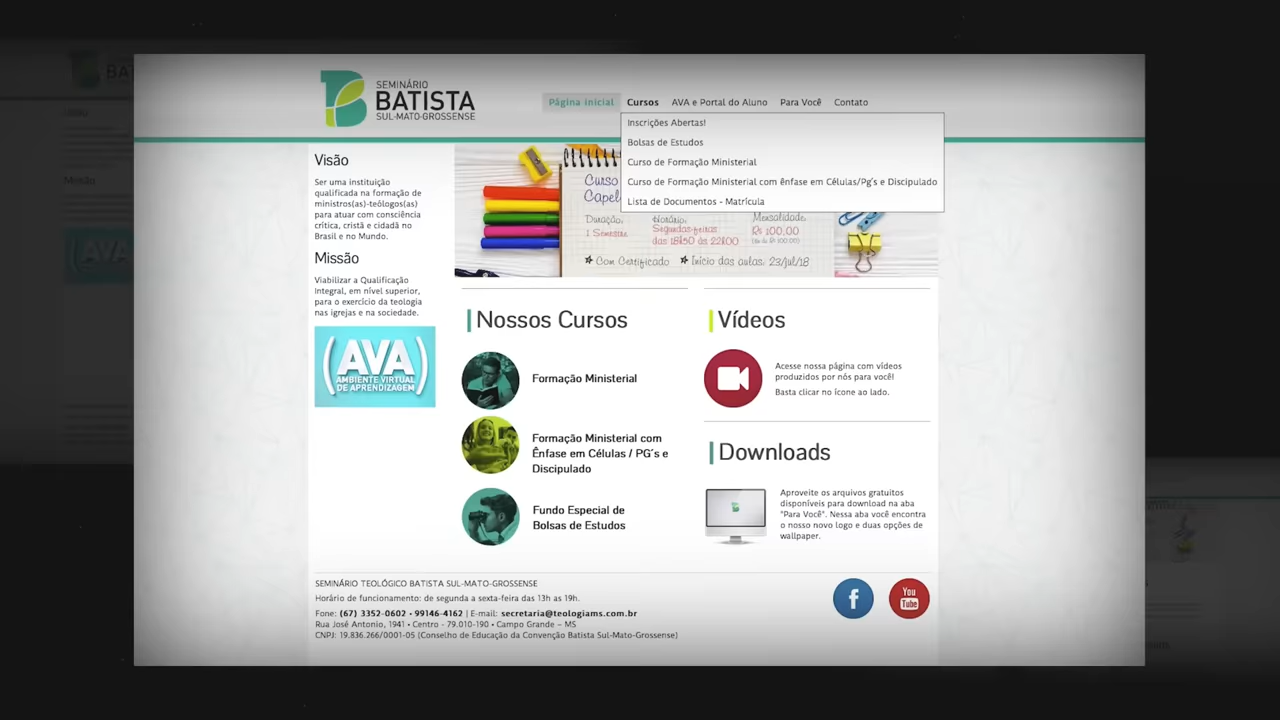 SEMINÁRIO
BATISTA
SUL-MATO-GROSSENSE
Página inicial
Cursos
AVA e Portal do Aluno
Para Você
Contato
Inscrições Abertas!
Bolsas de Estudos
Curso de Formação Ministerial
Curso de Formação Ministerial com ênfase em Células/Pg´s e Discipulado
Lista de Documentos - Matrícula
Visão
Ser uma instituição
qualificada na formação de
ministros(as)-teólogos(as)
para atuar com consciência
crítica, cristã e cidadã no
Brasil e no Mundo.
Missão
Viabilizar a Qualificação
Integral, em nível superior,
para o exercício da teologia
nas igrejas e na sociedade.
AVA
AMBIENTE VIRTUAL
DE APRENDIZAGEM
Curso
Duração:
1 Semestre
Horário:
Segundas-feiras
das 18h50 às 22h00
Mensalidade:
R$ 100,00
Com Certificado
Início das aulas: 23/jul/18
Nossos Cursos
Formação Ministerial
Formação Ministerial com
Ênfase em Células / PG´s e
Discipulado
Fundo Especial de
Bolsas de Estudos
Vídeos
Acesse nossa página com vídeos
produzidos por nós para você!
Basta clicar no ícone ao lado.
Downloads
Aproveite os arquivos gratuitos
disponíveis para download na aba
"Para Você". Nessa aba você encontra
o nosso novo logo e duas opções de
wallpaper.
SEMINÁRIO TEOLÓGICO BATISTA SUL-MATO-GROSSENSE
Horário de funcionamento: de segunda a sexta-feira das 13h as 19h.
Fone: (67) 3352-0602 • 99146-4162 | E-mail: secretaria@teologiams.com.br
Rua José Antonio, 1941 • Centro - 79.010-190 • Campo Grande – MS
CNPJ: 19.836.266/0001-05 (Conselho de Educação da Convenção Batista Sul-Mato-Grossense)
f
You
Tube